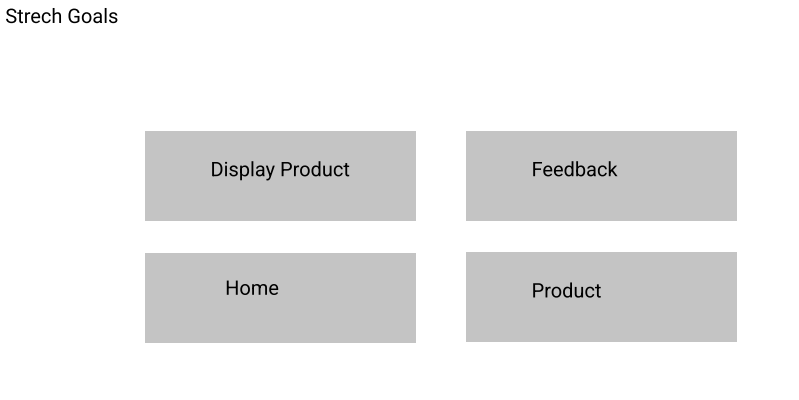 Strech Goals
Display Product
Feedback
Home
Product